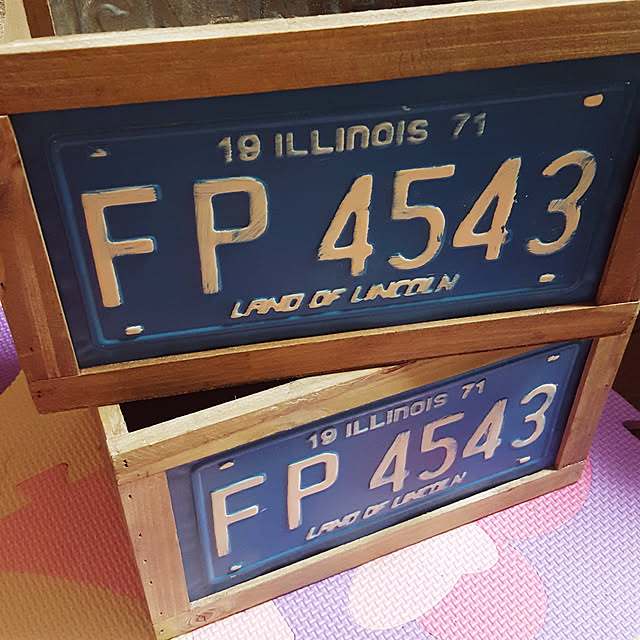 19 ILLINOIS 71
FP 4543
LAND OF LINCOLN
19 ILLINOIS 71
FP 4543
LAND OF LINCOLN